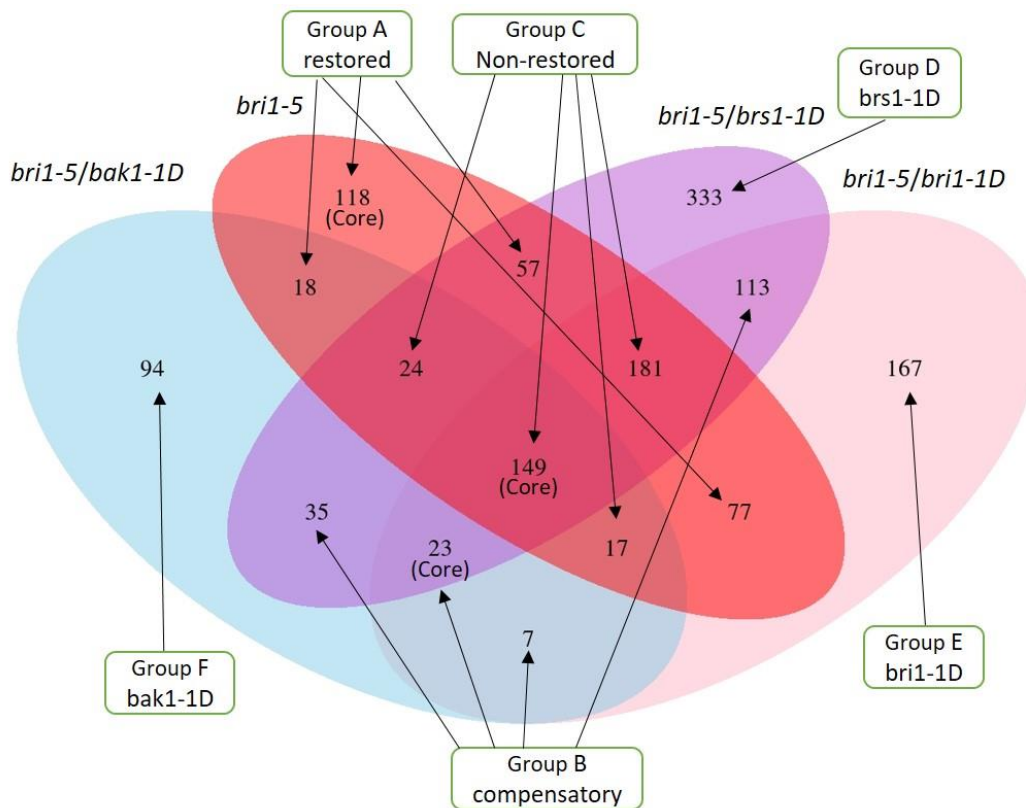 Group A
restored
Group C
Non-restored
Group D
brs1-1D
bri1-5
bri1-5/brs1-1D
bri1-5/bak1-1D
bri1-5/bri1-1D
118
(Core)
333
57
18
113
24
181
94
167
149
(Core)
35
77
23
(Core)
17
7
Group F
bak1-1D
Group E
bri1-1D
Group B
compensatory